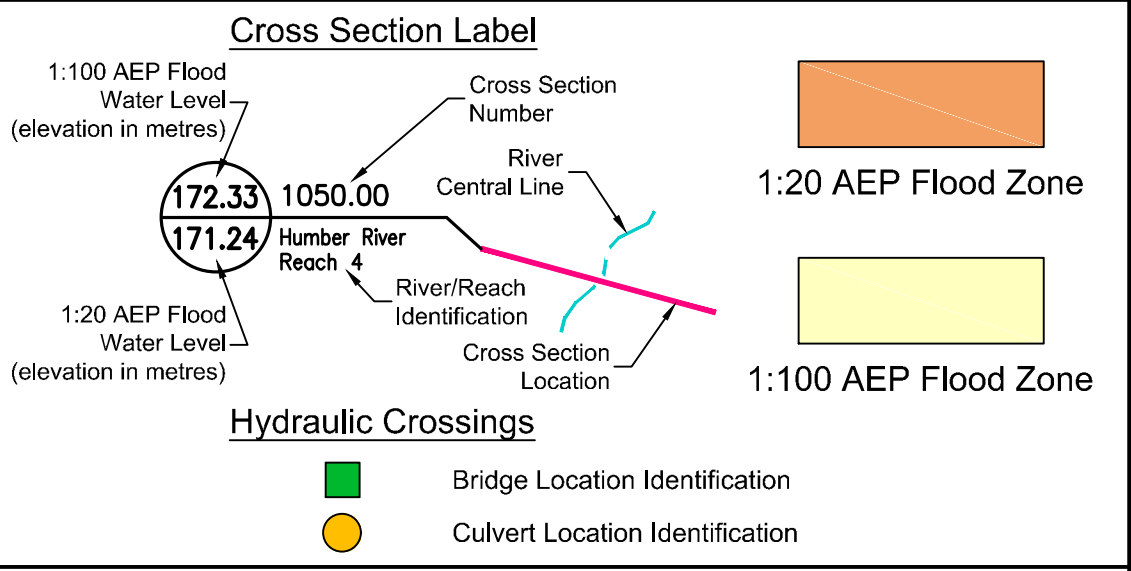 Cross Section Label
1:100 AEP Flood
Water Level
(elevation in metres)
Cross Section
Number
River
Central Line
172.33
1050.00
171.24
Humber River
Reach 4
River/Reach
Identification
1:20 AEP Flood
Water Level
(elevation in metres)
Cross Section
Location
1:20 AEP Flood Zone
1:100 AEP Flood Zone
Hydraulic Crossings
Bridge Location Identification
Culvert Location Identification